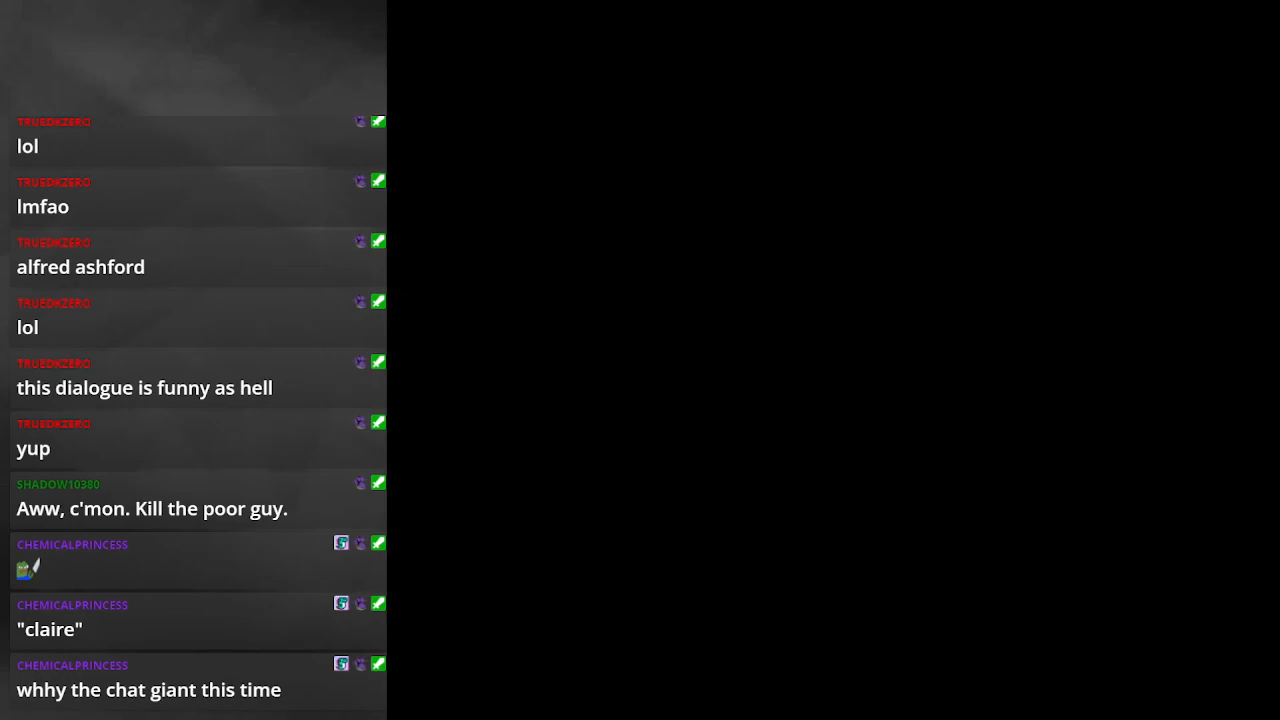 TRUEDKZERO
lol
TRUEDKZERO
lmfao
TRUEDKZERO
alfred ashford
TRUEDKZERO
lol
TRUEDKZERO
this dialogue is funny as hell
TRUEDKZERO
yup
SHADOW10380
Aww, c'mon. Kill the poor guy.
CHEMICALPRINCESS
CHEMICALPRINCESS
"claire"
CHEMICALPRINCESS
whhy the chat giant this time